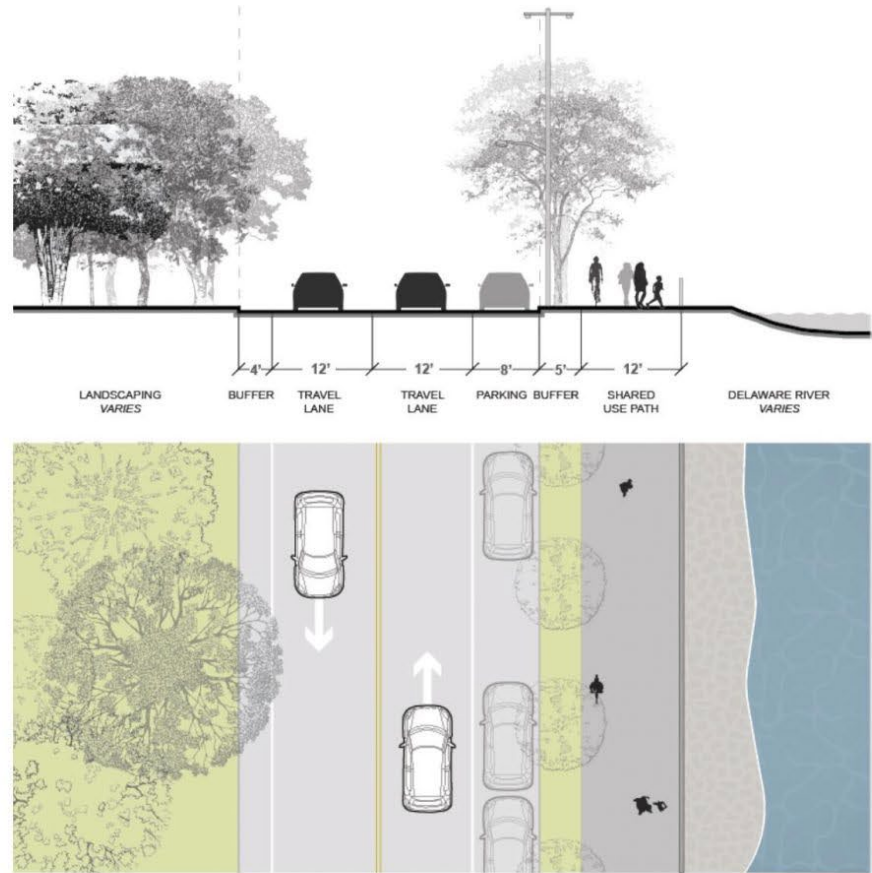 4' 12' 12' 8' 5' 12'
LANDSCAPING BUFFER TRAVEL TRAVEL PARKING BUFFER SHARED DELAWARE RIVER
VARIES LANE LANE USE PATH VARIES